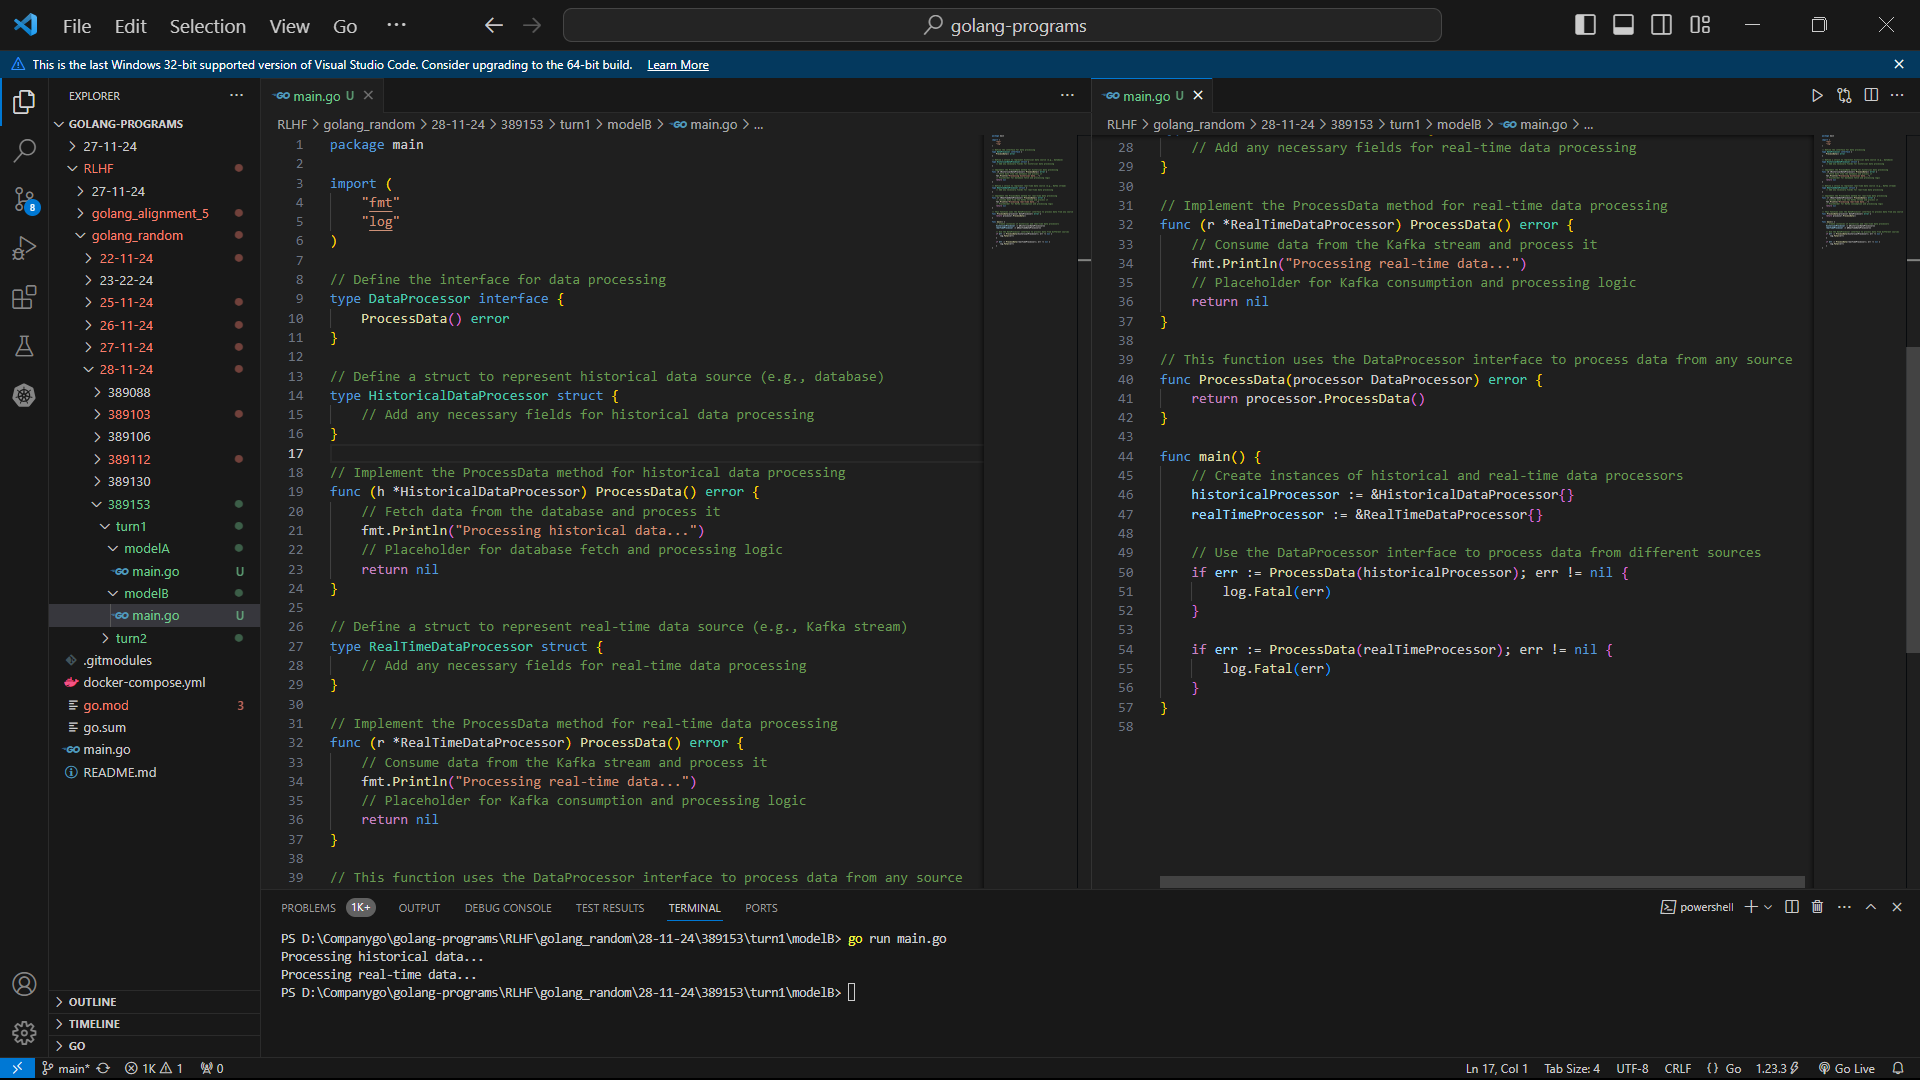 File Edit Selection View Go ···
golang-programs
This is the last Windows 32-bit supported version of Visual Studio Code. Consider upgrading to the 64-bit build. Learn More
EXPLORER
GOLANG-PROGRAMS
27-11-24
RLHF
27-11-24
golang_alignment_5
golang_random
22-11-24
23-22-24
25-11-24
26-11-24
27-11-24
28-11-24
389088
389103
389106
389112
389130
389153
turn1
modelA
main.go U
modelB
main.go U
turn2
.gitmodules
docker-compose.yml
go.mod 3
go.sum
main.go
README.md
OUTLINE
TIMELINE
GO
main.go U
RLHF > golang_random > 28-11-24 > 389153 > turn1 > modelB > main.go > ...
1 package main
2
3 import (
4 "fmt"
5 "log"
6 )
7
8 // Define the interface for data processing
9 type DataProcessor interface {
10 ProcessData() error
11 }
12
13 // Define a struct to represent historical data source (e.g., database)
14 type HistoricalDataProcessor struct {
15 // Add any necessary fields for historical data processing
16 }
17
18 // Implement the ProcessData method for historical data processing
19 func (h *HistoricalDataProcessor) ProcessData() error {
20 // Fetch data from the database and process it
21 fmt.Println("Processing historical data...")
22 // Placeholder for database fetch and processing logic
23 return nil
24 }
25
26 // Define a struct to represent real-time data source (e.g., Kafka stream)
27 type RealTimeDataProcessor struct {
28 // Add any necessary fields for real-time data processing
29 }
30
31 // Implement the ProcessData method for real-time data processing
32 func (r *RealTimeDataProcessor) ProcessData() error {
33 // Consume data from the Kafka stream and process it
34 fmt.Println("Processing real-time data...")
35 // Placeholder for Kafka consumption and processing logic
36 return nil
37 }
38
39 // This function uses the DataProcessor interface to process data from any source
main.go U
RLHF > golang_random > 28-11-24 > 389153 > turn1 > modelB > main.go > ...
28 // Add any necessary fields for real-time data processing
29 }
30
31 // Implement the ProcessData method for real-time data processing
32 func (r *RealTimeDataProcessor) ProcessData() error {
33 // Consume data from the Kafka stream and process it
34 fmt.Println("Processing real-time data...")
35 // Placeholder for Kafka consumption and processing logic
36 return nil
37 }
38
39 // This function uses the DataProcessor interface to process data from any source
40 func ProcessData(processor DataProcessor) error {
41 return processor.ProcessData()
42 }
43
44 func main() {
45 // Create instances of historical and real-time data processors
46 historicalProcessor := &HistoricalDataProcessor{}
47 realTimeProcessor := &RealTimeDataProcessor{}
48
49 // Use the DataProcessor interface to process data from different sources
50 if err := ProcessData(historicalProcessor); err != nil {
51 log.Fatal(err)
52 }
53
54 if err := ProcessData(realTimeProcessor); err != nil {
55 log.Fatal(err)
56 }
57 }
58
PROBLEMS 1K+ OUTPUT DEBUG CONSOLE TEST RESULTS TERMINAL PORTS
powershell
PS D:\Companygo\golang-programs\RLHF\golang_random\28-11-24\389153\turn1\modelB> go run main.go
Processing historical data...
Processing real-time data...
PS D:\Companygo\golang-programs\RLHF\golang_random\28-11-24\389153\turn1\modelB>
8
main* 1K 1 0
Ln 17, Col 1 Tab Size: 4 UTF-8 CRLF {} Go 1.23.3 Go Live